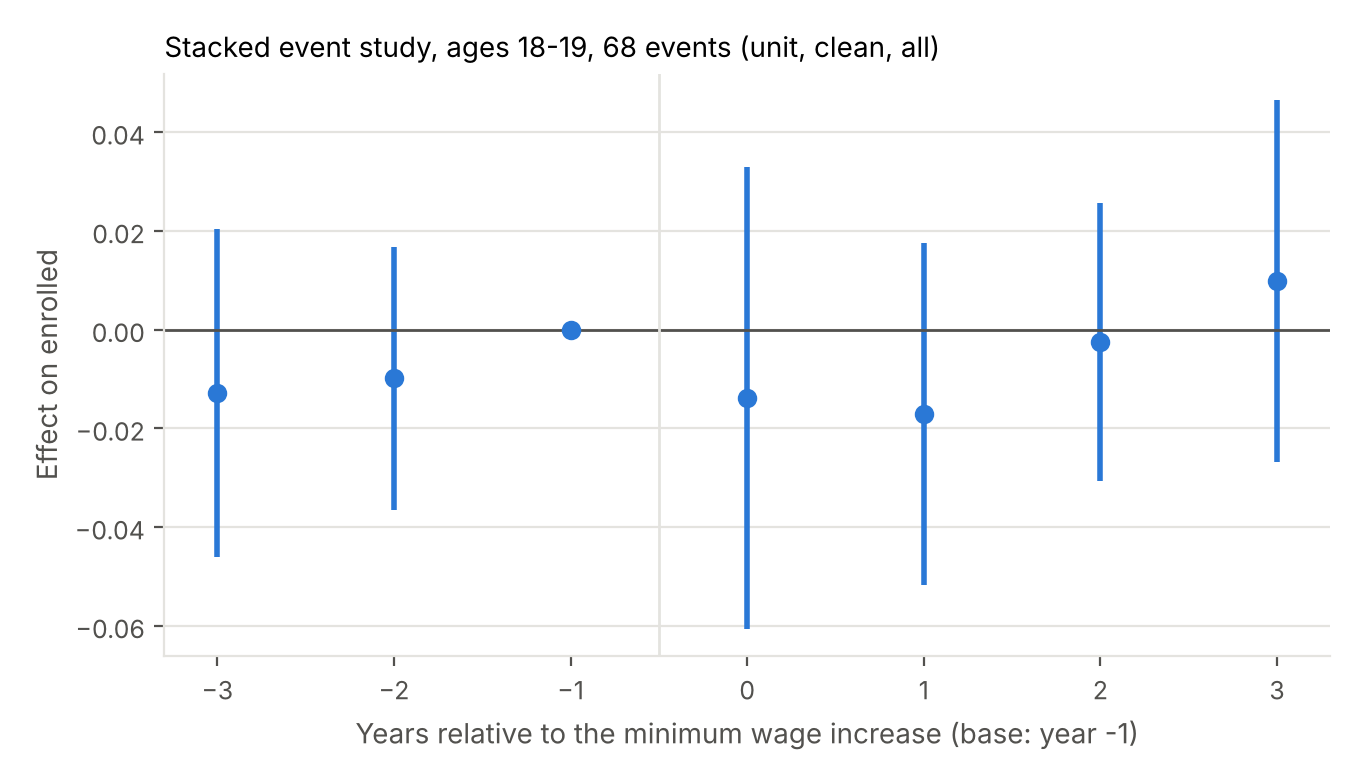 Stacked event study, ages 18-19, 68 events (unit, clean, all)
Effect on enrolled
0.04
0.02
0.00
−0.02
−0.04
−0.06
−3 −2 −1 0 1 2 3
Years relative to the minimum wage increase (base: year -1)